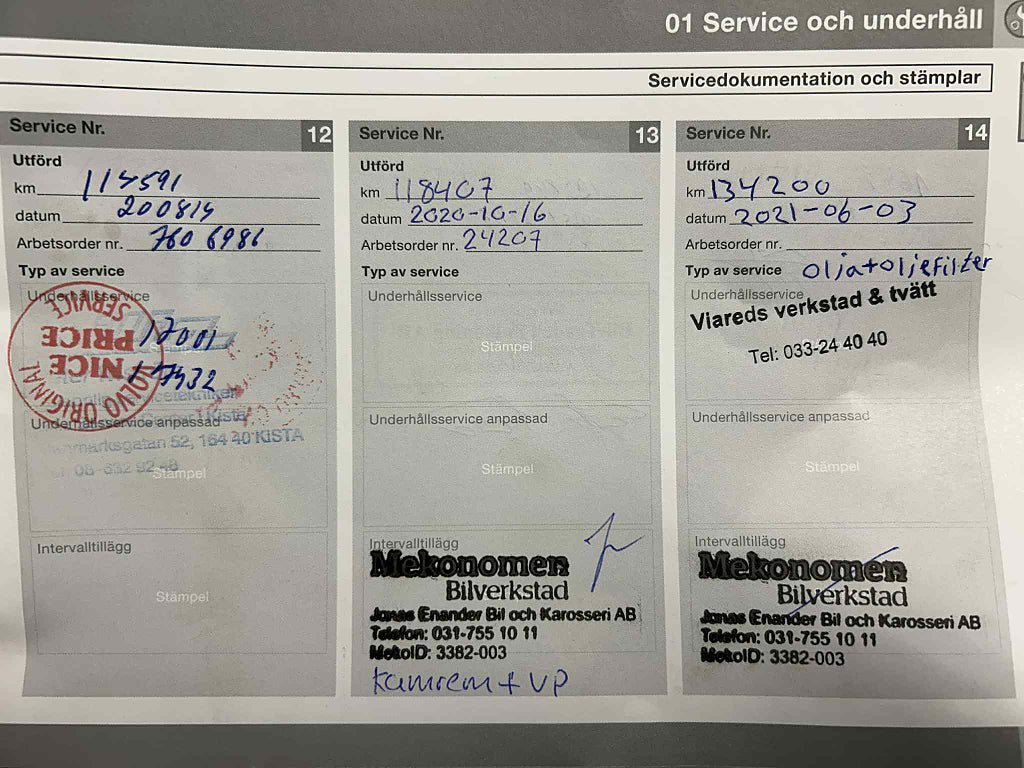 01 Service och underhåll
Servicedokumentation och stämplar
Service Nr. 12
Utförd
km 114591
datum 200814
Arbetsorder nr. 760 6986
Typ av service
Underhållsservice
VOLVO ORIGINAL
SERVICE
NICE
PRICE
17001
17432
Underhållsservice anpassad
52, 164 40 KISTA
Stämpel
Intervalltillägg
Stämpel
Service Nr. 13
Utförd
km 118407
datum 2020-10-16
Arbetsorder nr. 24207
Typ av service
Underhållsservice
Stämpel
Underhållsservice anpassad
Stämpel
Intervalltillägg
Mekonomen
Bilverkstad
Jonas Enander Bil och Karosseri AB
Telefon: 031-755 10 11
MekoID: 3382-003
kamrem + VP
Service Nr. 14
Utförd
km 134200
datum 2021-06-03
Arbetsorder nr.
Typ av service olja+oljefilter
Underhållsservice
Viareds verkstad & tvätt
Tel: 033-24 40 40
Underhållsservice anpassad
Stämpel
Intervalltillägg
Mekonomen
Bilverkstad
Jonas Enander Bil och Karosseri AB
Telefon: 031-755 10 11
MekoID: 3382-003